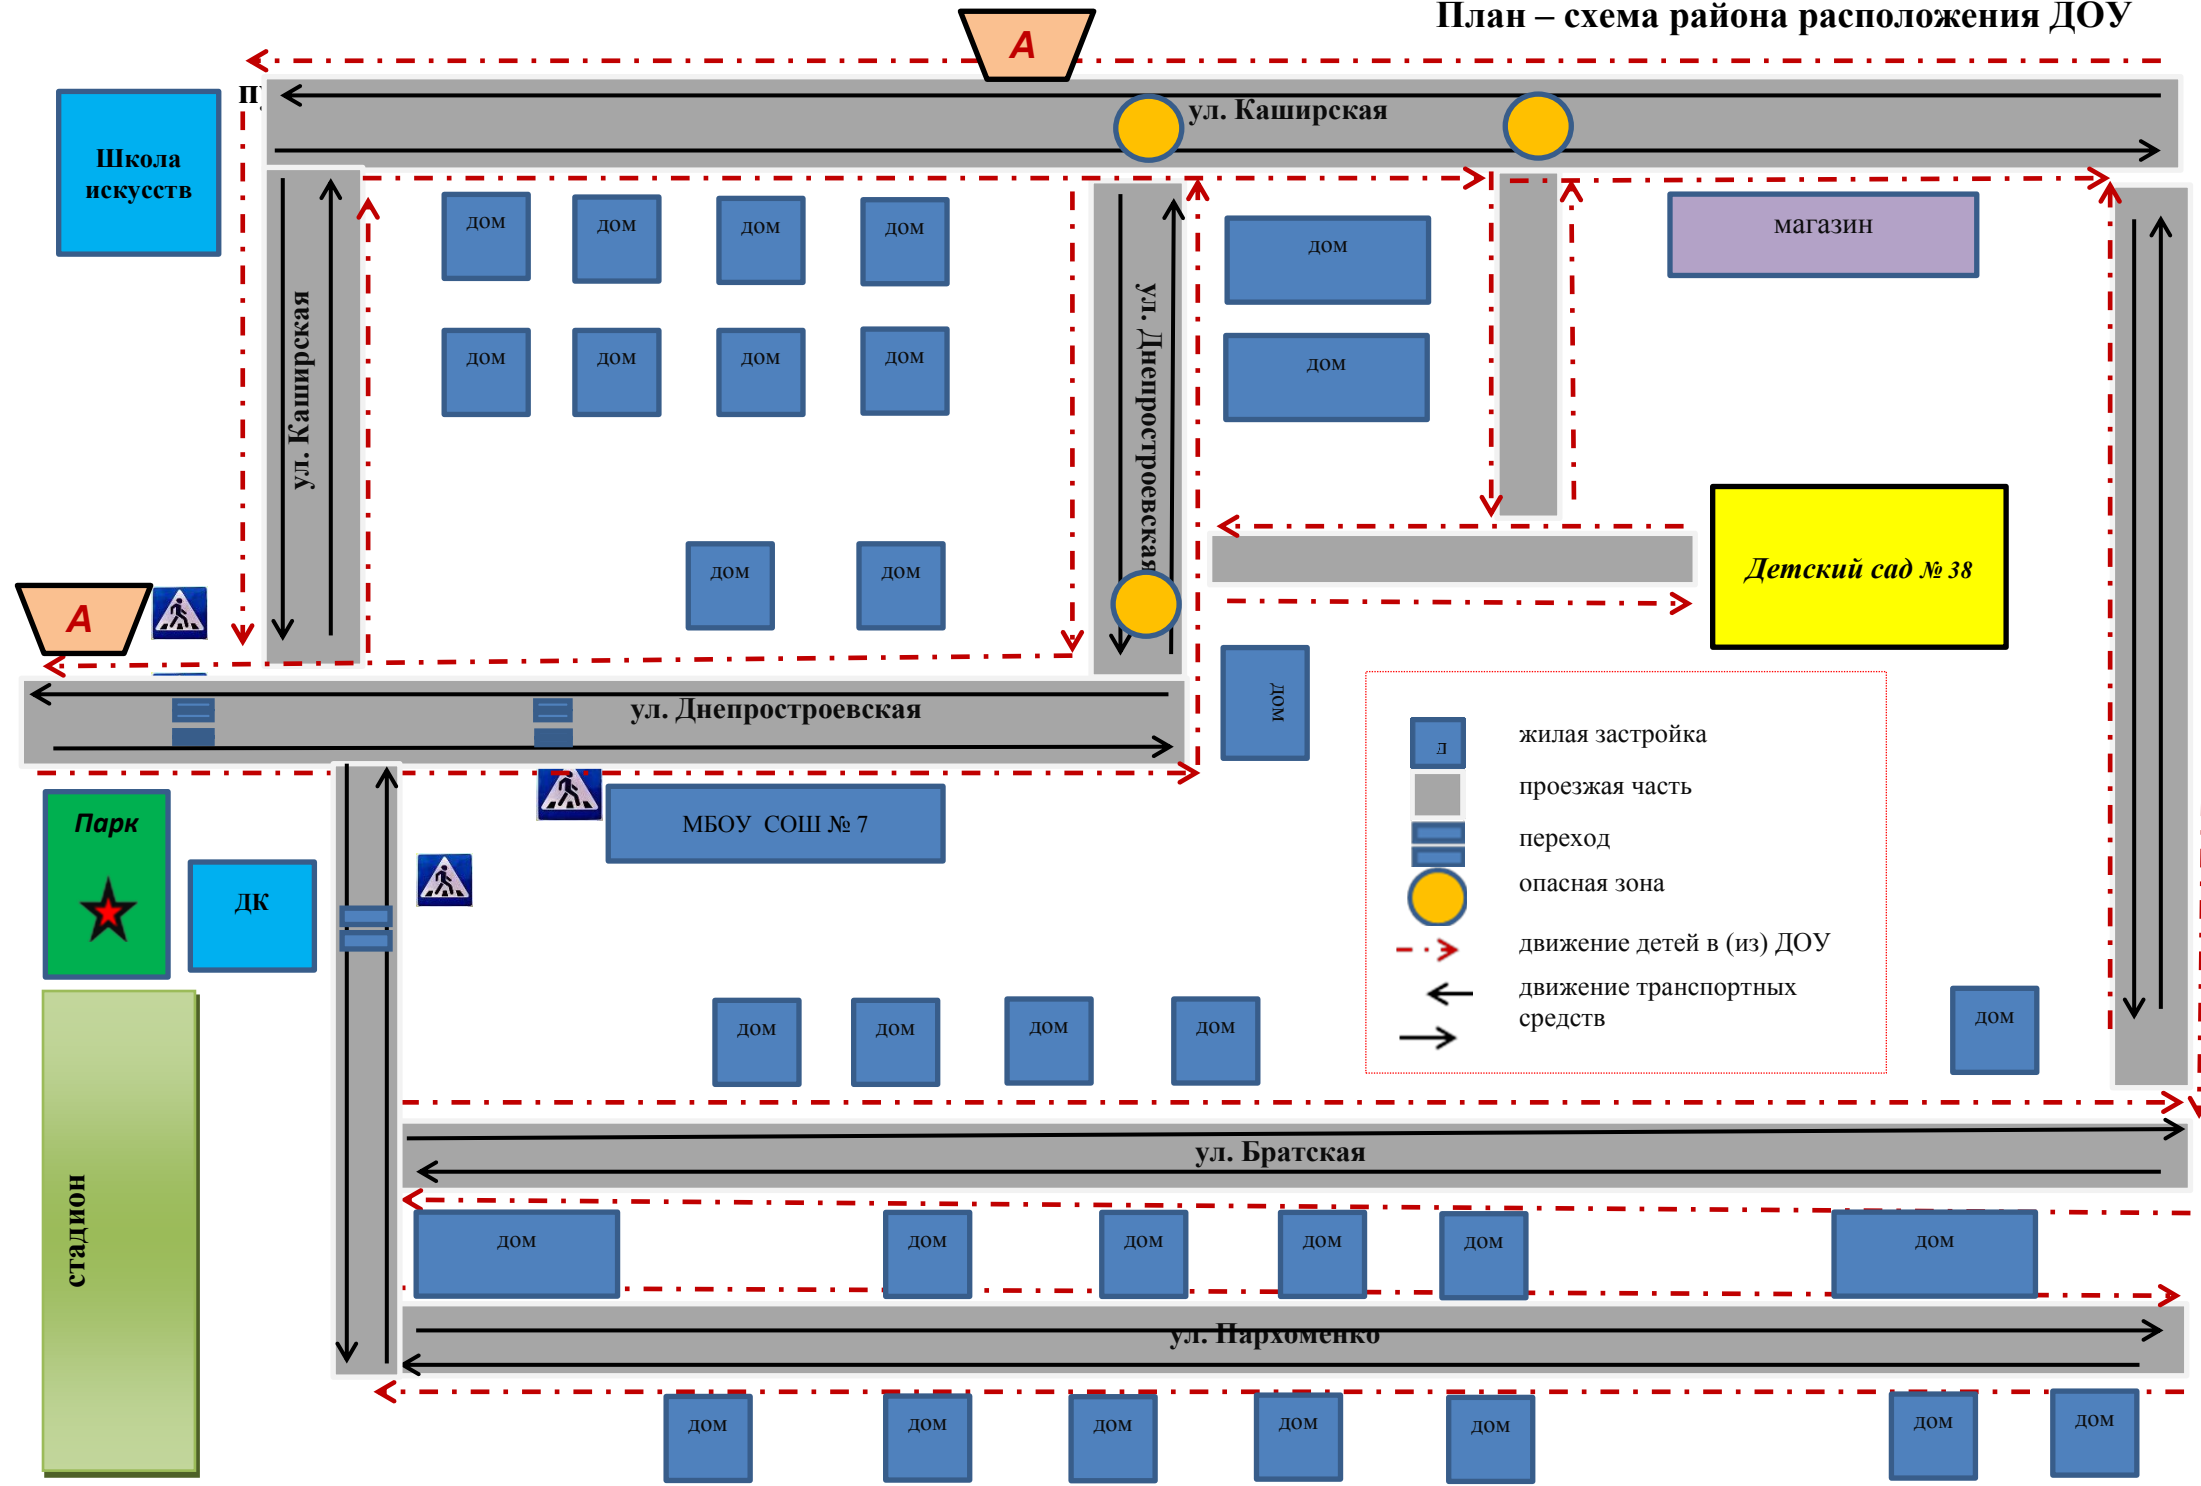 План – схема района расположения ДОУ
А
ул. Каширская
Школа
искусств
дом
дом
дом
дом
дом
магазин
ул. Каширская
ул. Днепростроевская
дом
дом
дом
дом
дом
дом
дом
Детский сад № 38
А
дом
ул. Днепростроевская
жилая застройка
д
проезжая часть
Парк
МБОУ СОШ № 7
переход
ДК
опасная зона
движение детей в (из) ДОУ
движение транспортных
средств
дом
дом
дом
дом
дом
ул. Братская
стадион
дом
дом
дом
дом
дом
дом
ул. Пархоменко
дом
дом
дом
дом
дом
дом
дом